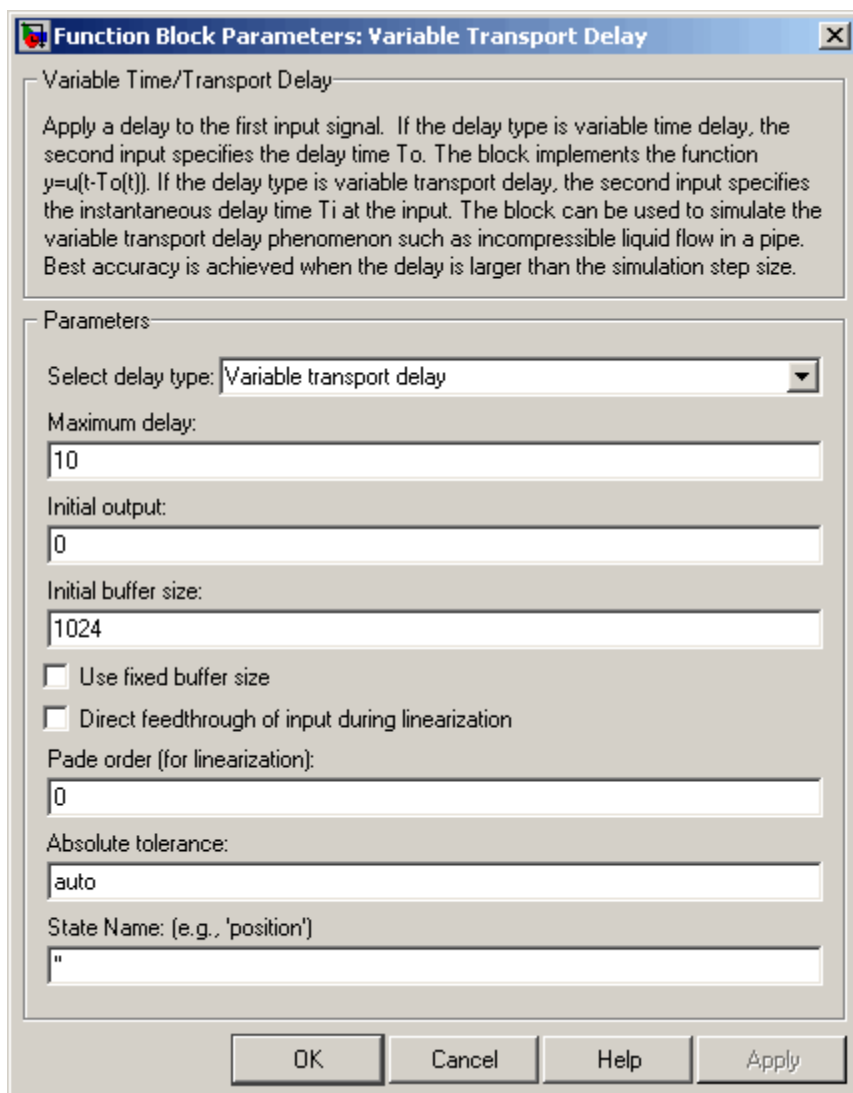 Function Block Parameters: Variable Transport Delay
Variable Time/Transport Delay
Apply a delay to the first input signal.  If the delay type is variable time delay, the
second input specifies the delay time To. The block implements the function
y=u(t-To(t)). If the delay type is variable transport delay, the second input specifies
the instantaneous delay time Ti at the input. The block can be used to simulate the
variable transport delay phenomenon such as incompressible liquid flow in a pipe.
Best accuracy is achieved when the delay is larger than the simulation step size.
Parameters
Select delay type: Variable transport delay
Maximum delay:
10
Initial output:
0
Initial buffer size:
1024
Use fixed buffer size
Direct feedthrough of input during linearization
Pade order (for linearization):
0
Absolute tolerance:
auto
State Name: (e.g., 'position')
''
OK Cancel Help Apply